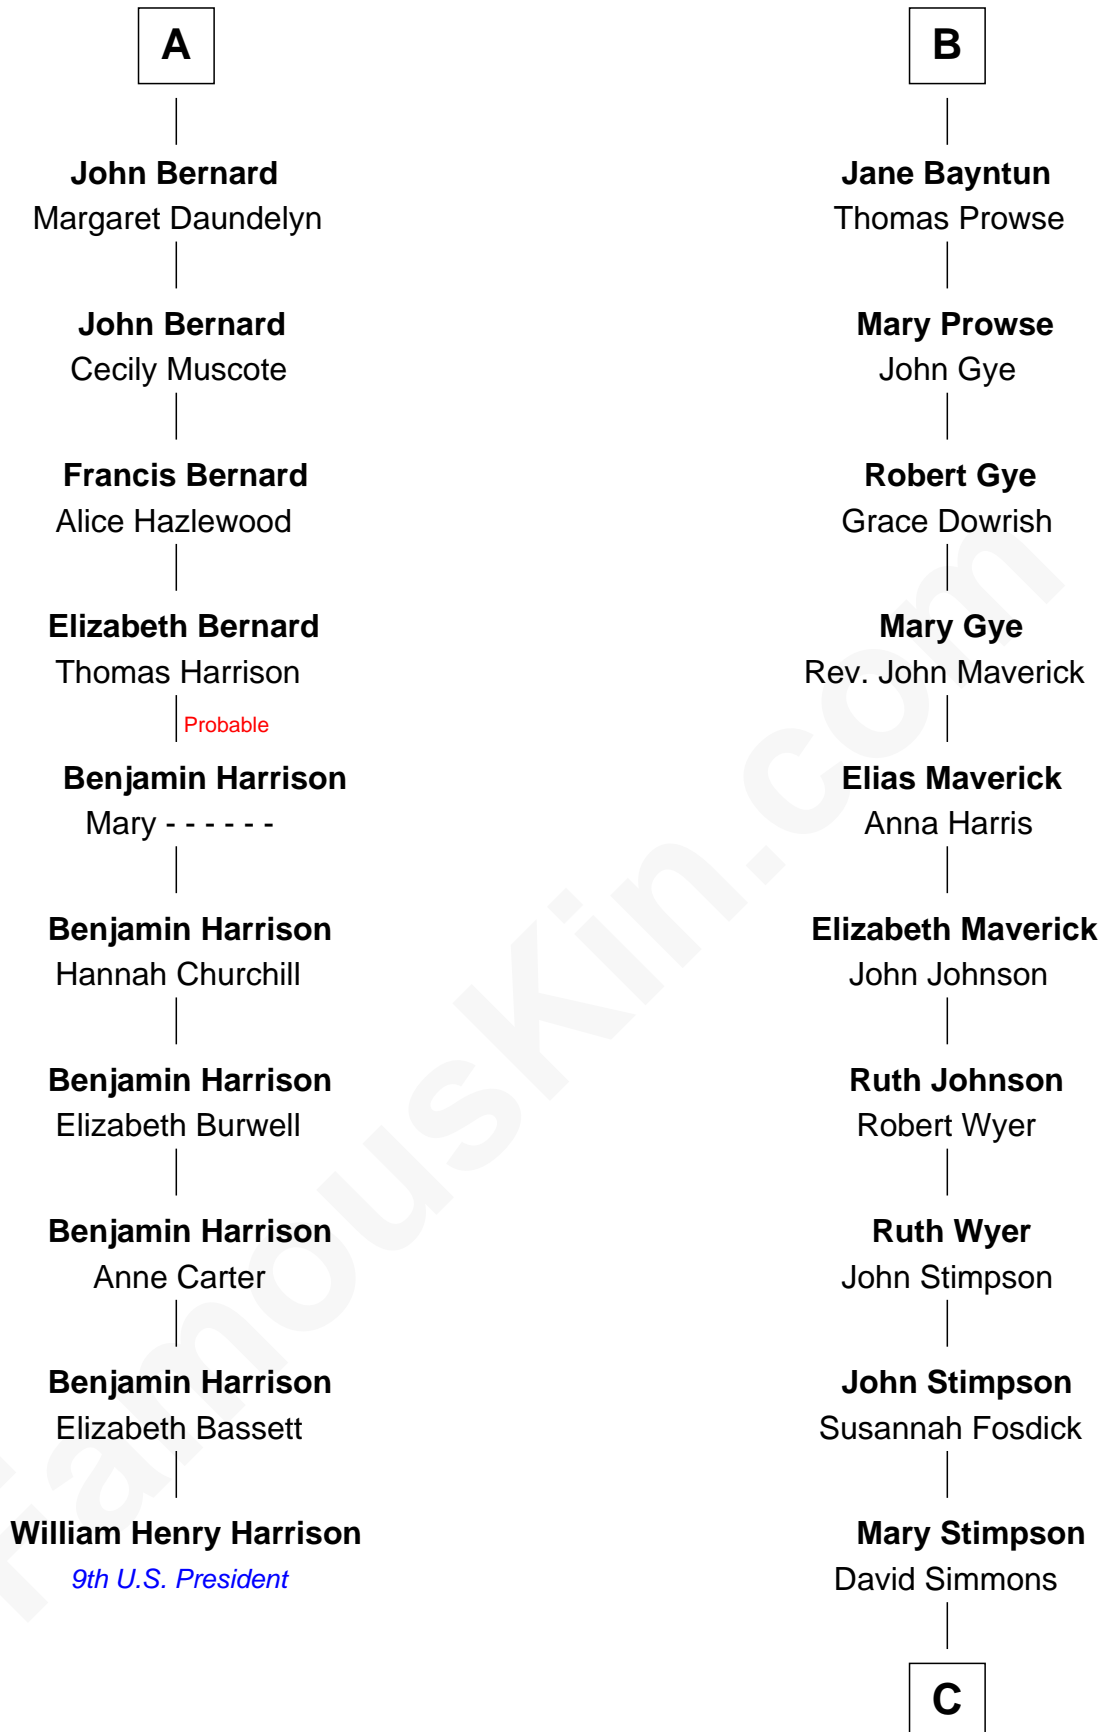 A
John Bernard
Margaret Daundelyn
John Bernard
Cecily Muscote
Francis Bernard
Alice Hazlewood
Elizabeth Bernard
Thomas Harrison
Probable
Benjamin Harrison
Mary - - - - - -
Benjamin Harrison
Hannah Churchill
Benjamin Harrison
Elizabeth Burwell
Benjamin Harrison
Anne Carter
Benjamin Harrison
Elizabeth Bassett
William Henry Harrison
9th U.S. President
B
Jane Bayntun
Thomas Prowse
Mary Prowse
John Gye
Robert Gye
Grace Dowrish
Mary Gye
Rev. John Maverick
Elias Maverick
Anna Harris
Elizabeth Maverick
John Johnson
Ruth Johnson
Robert Wyer
Ruth Wyer
John Stimpson
John Stimpson
Susannah Fosdick
Mary Stimpson
David Simmons
C
FamousKin.com